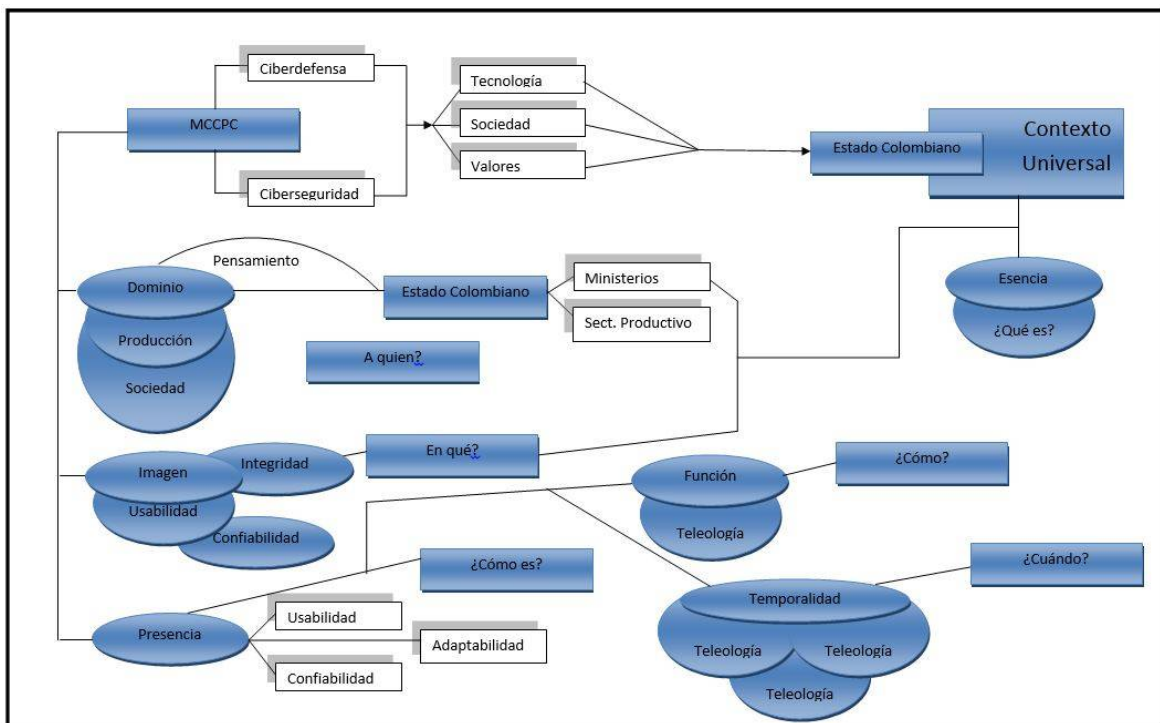 Ciberdefensa
Tecnología
MCCPC
Sociedad
Valores
Ciberseguridad
Estado Colombiano
Contexto
Universal
Pensamiento
Dominio
Producción
Sociedad
Estado Colombiano
Ministerios
Sect. Productivo
Esencia
¿Qué es?
A quien?
Imagen
Integridad
Usabilidad
Confiabilidad
En qué?
Función
Teleología
¿Cómo?
¿Cómo es?
¿Cuándo?
Presencia
Usabilidad
Adaptabilidad
Confiabilidad
Temporalidad
Teleología
Teleología
Teleología